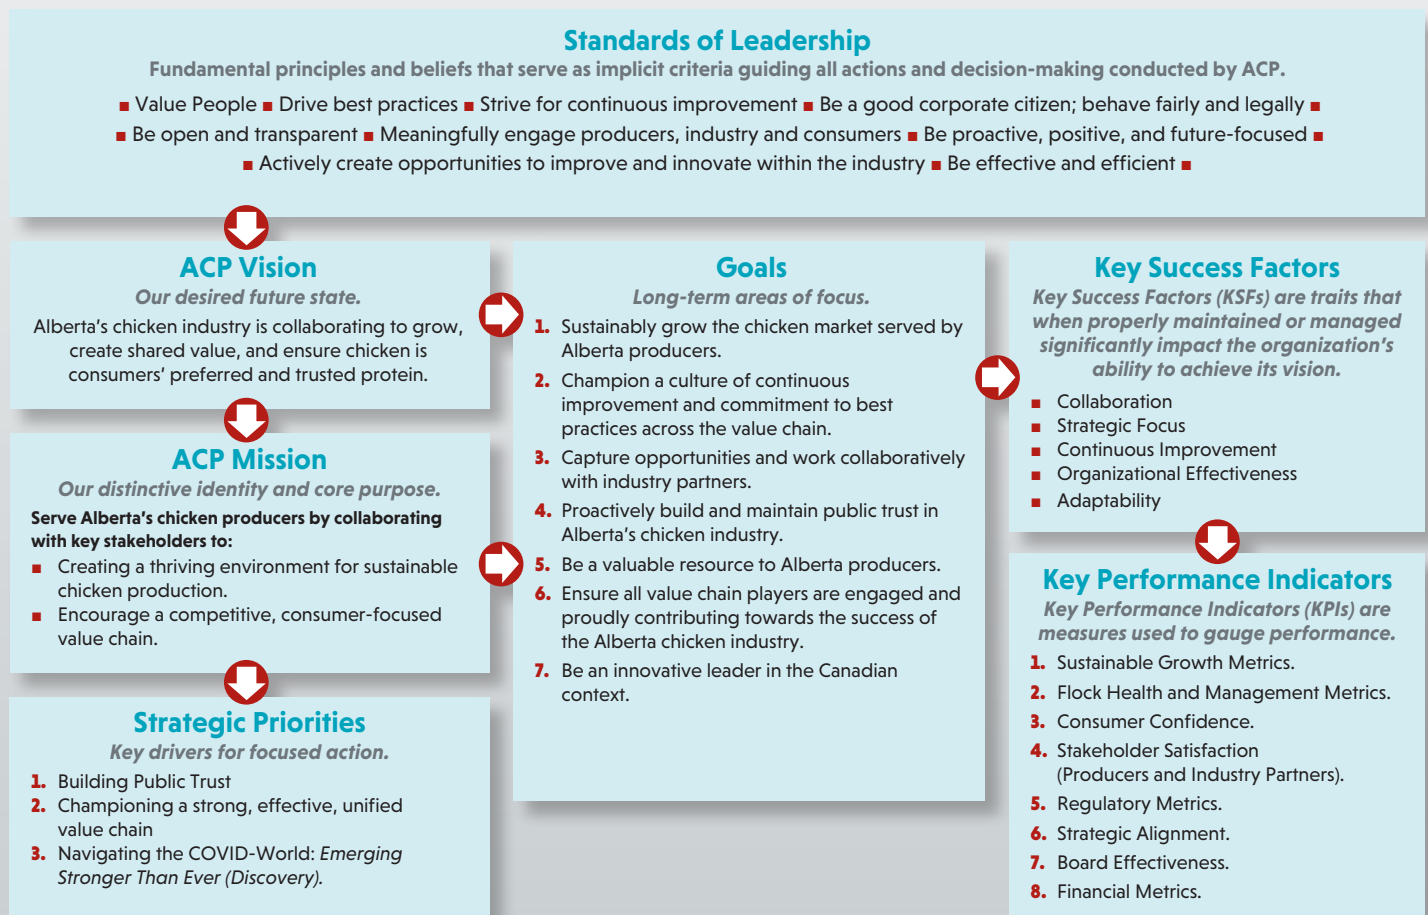 Standards of Leadership
Fundamental principles and beliefs that serve as implicit criteria guiding all actions and decision-making conducted by ACP.
■ Value People ■ Drive best practices ■ Strive for continuous improvement ■ Be a good corporate citizen; behave fairly and legally ■
■ Be open and transparent ■ Meaningfully engage producers, industry and consumers ■ Be proactive, positive, and future-focused ■
■ Actively create opportunities to improve and innovate within the industry ■ Be effective and efficient ■
ACP Vision
Our desired future state.
Alberta's chicken industry is collaborating to grow,
create shared value, and ensure chicken is
consumers' preferred and trusted protein.
ACP Mission
Our distinctive identity and core purpose.
Serve Alberta's chicken producers by collaborating
with key stakeholders to:
■ Creating a thriving environment for sustainable
chicken production.
■ Encourage a competitive, consumer-focused
value chain.
Strategic Priorities
Key drivers for focused action.
1. Building Public Trust
2. Championing a strong, effective, unified
value chain
3. Navigating the COVID-World: Emerging
Stronger Than Ever (Discovery).
Goals
Long-term areas of focus.
1. Sustainably grow the chicken market served by
Alberta producers.
2. Champion a culture of continuous
improvement and commitment to best
practices across the value chain.
3. Capture opportunities and work collaboratively
with industry partners.
4. Proactively build and maintain public trust in
Alberta's chicken industry.
5. Be a valuable resource to Alberta producers.
6. Ensure all value chain players are engaged and
proudly contributing towards the success of
the Alberta chicken industry.
7. Be an innovative leader in the Canadian
context.
Key Success Factors
Key Success Factors (KSFs) are traits that
when properly maintained or managed
significantly impact the organization's
ability to achieve its vision.
■ Collaboration
■ Strategic Focus
■ Continuous Improvement
■ Organizational Effectiveness
■ Adaptability
Key Performance Indicators
Key Performance Indicators (KPIs) are
measures used to gauge performance.
1. Sustainable Growth Metrics.
2. Flock Health and Management Metrics.
3. Consumer Confidence.
4. Stakeholder Satisfaction
(Producers and Industry Partners).
5. Regulatory Metrics.
6. Strategic Alignment.
7. Board Effectiveness.
8. Financial Metrics.